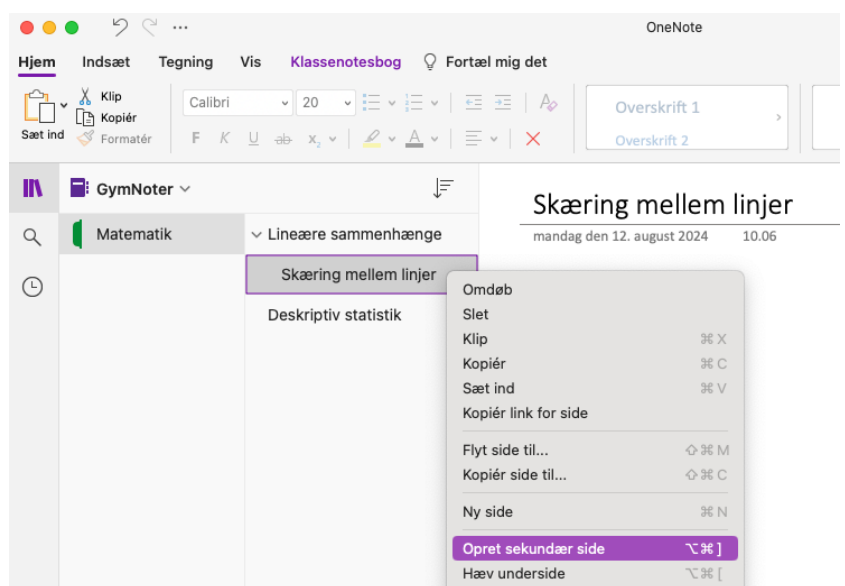 OneNote
Hjem Indsæt Tegning Vis Klassenotesbog Fortæl mig det
Sæt ind
Klip
Kopiér
Formatér
Calibri 20
F K U ab x₂ A
Overskrift 1
Overskrift 2
GymNoter
Matematik
Lineære sammenhænge
Skæring mellem linjer
Deskriptiv statistik
Skæring mellem linjer
mandag den 12. august 2024 10.06
Omdøb
Slet
Klip ⌘ X
Kopiér ⌘ C
Sæt ind ⌘ V
Kopiér link for side
Flyt side til... ⇧ ⌘ M
Kopiér side til... ⇧ ⌘ C
Ny side ⌘ N
Opret sekundær side ⌥ ⌘ ]
Hæv underside ⌥ ⌘ [